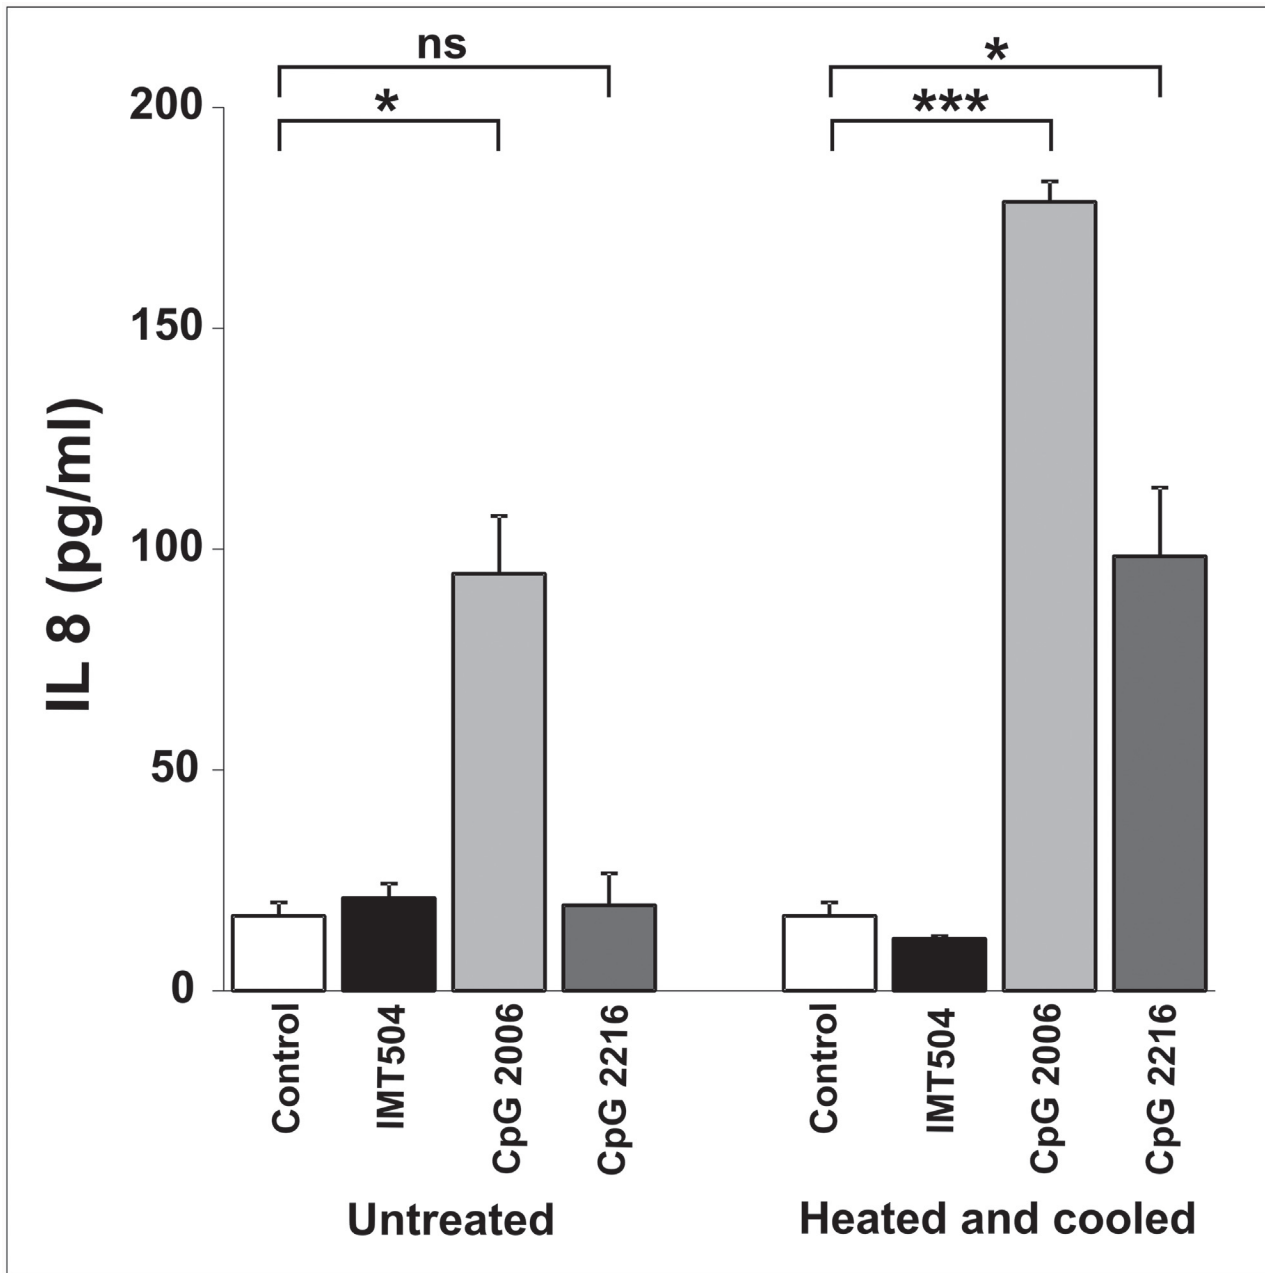 ns
*
*
***
200
150
100
50
0
IL 8 (pg/ml)
Control
IMT504
CpG 2006
CpG 2216
Control
IMT504
CpG 2006
CpG 2216
Untreated
Heated and cooled